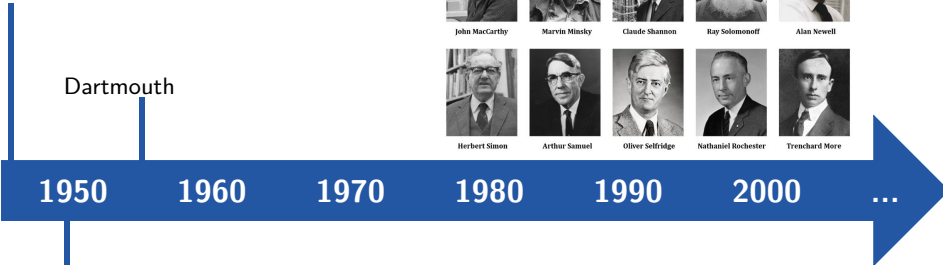 John MacCarthy Marvin Minsky Claude Shannon Ray Solomonoff Alan Newell
Dartmouth
Herbert Simon Arthur Samuel Oliver Selfridge Nathaniel Rochester Trenchard More
1950 1960 1970 1980 1990 2000 ...